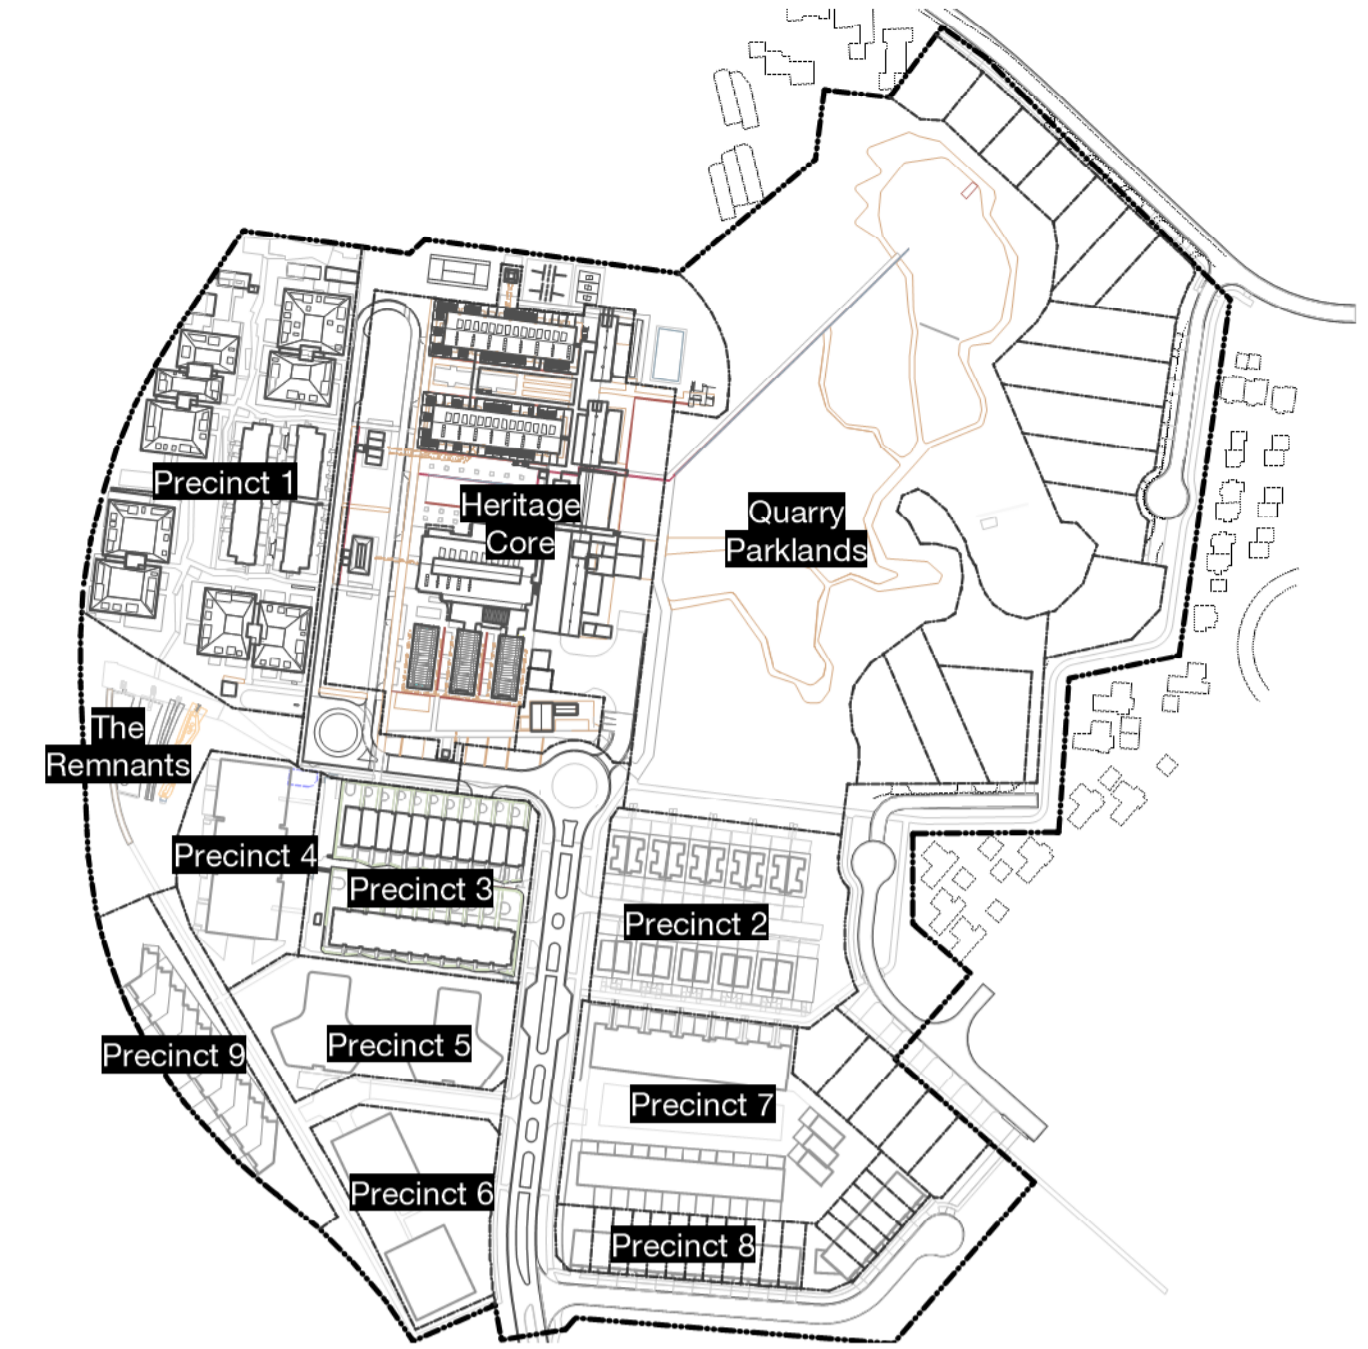 Precinct 1
Heritage
Core
Quarry
Parklands
The
Remnants
Precinct 4
Precinct 3
Precinct 2
Precinct 9
Precinct 5
Precinct 7
Precinct 6
Precinct 8